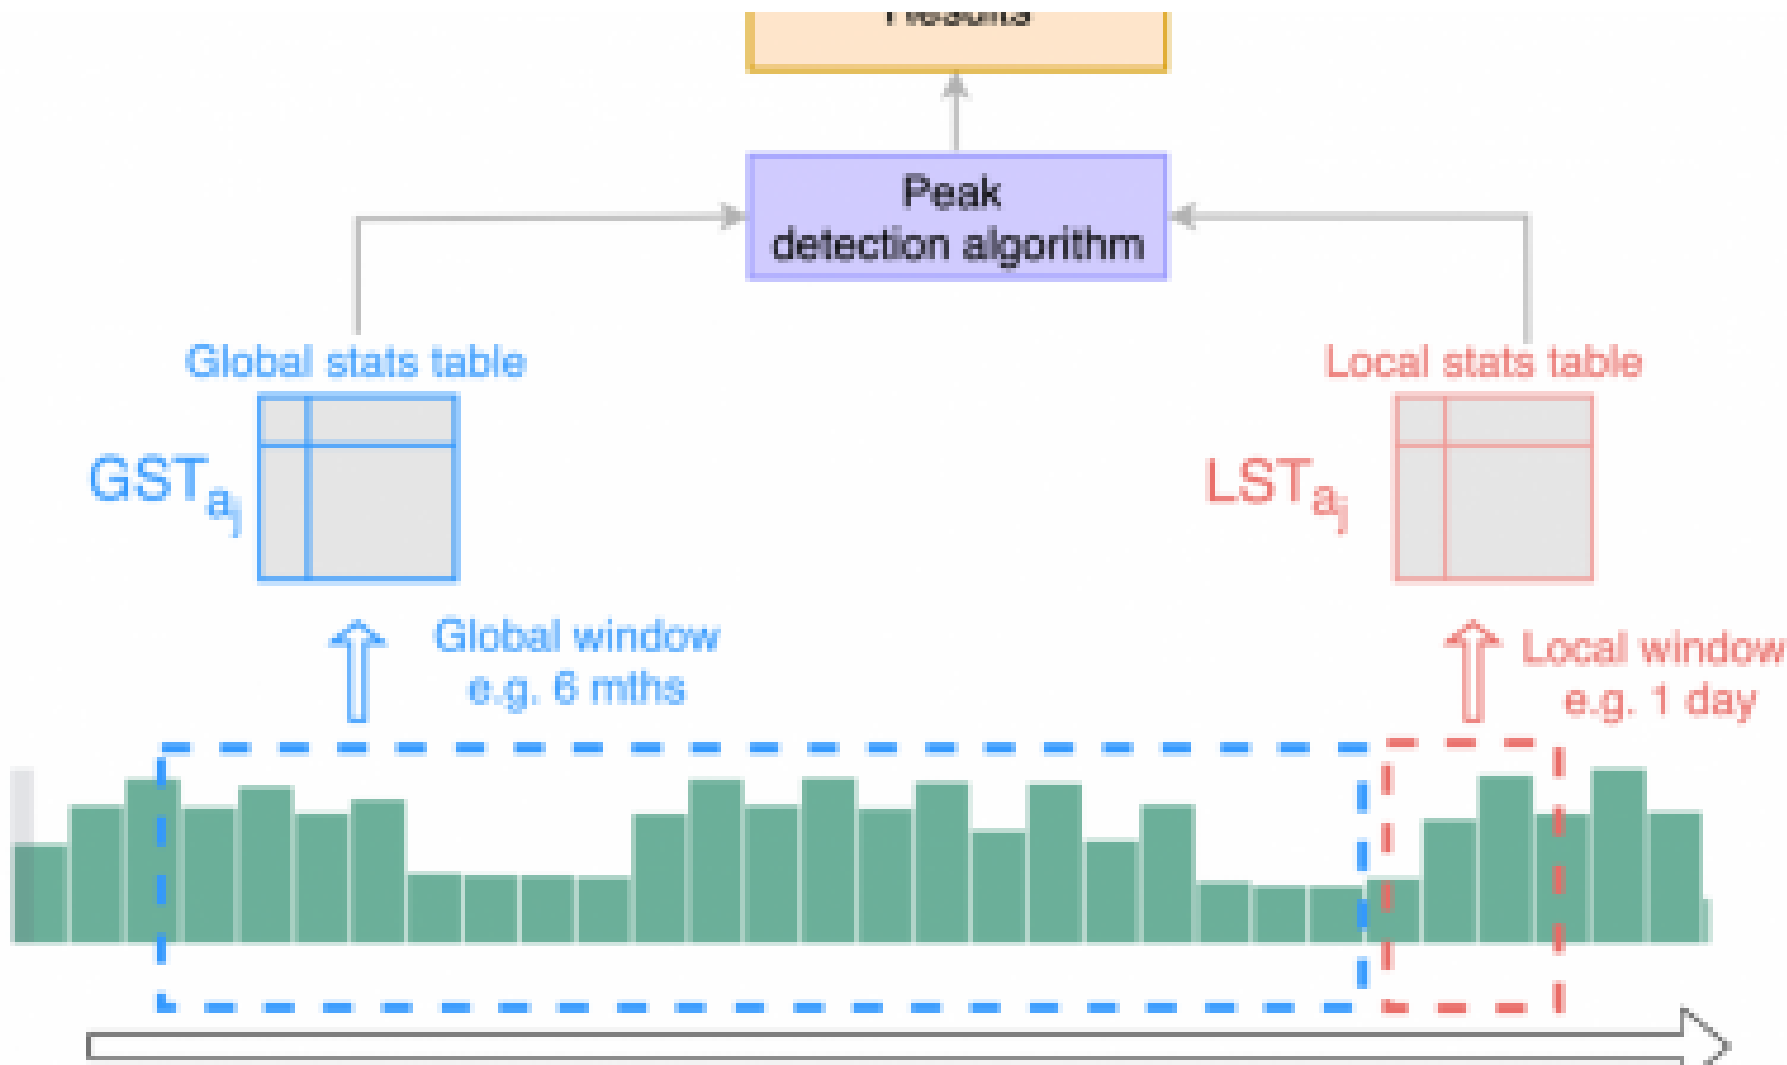 Results
Peak
detection algorithm
Global stats table
Local stats table
GSTaj
LSTaj
Global window
e.g. 6 mths
Local window
e.g. 1 day